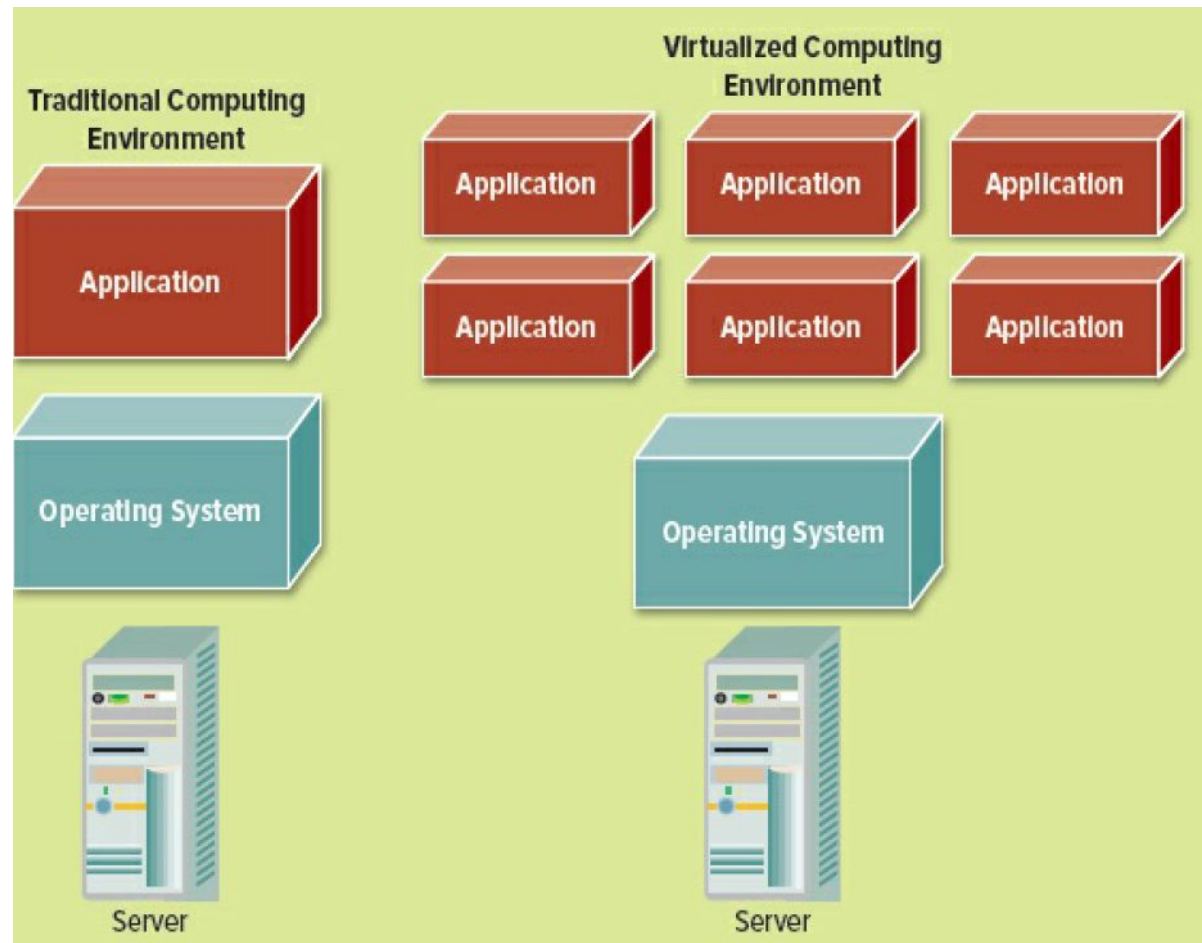 Traditional Computing
Environment
Application
Operating System
Server
Virtualized Computing
Environment
Application
Application
Application
Application
Application
Application
Operating System
Server